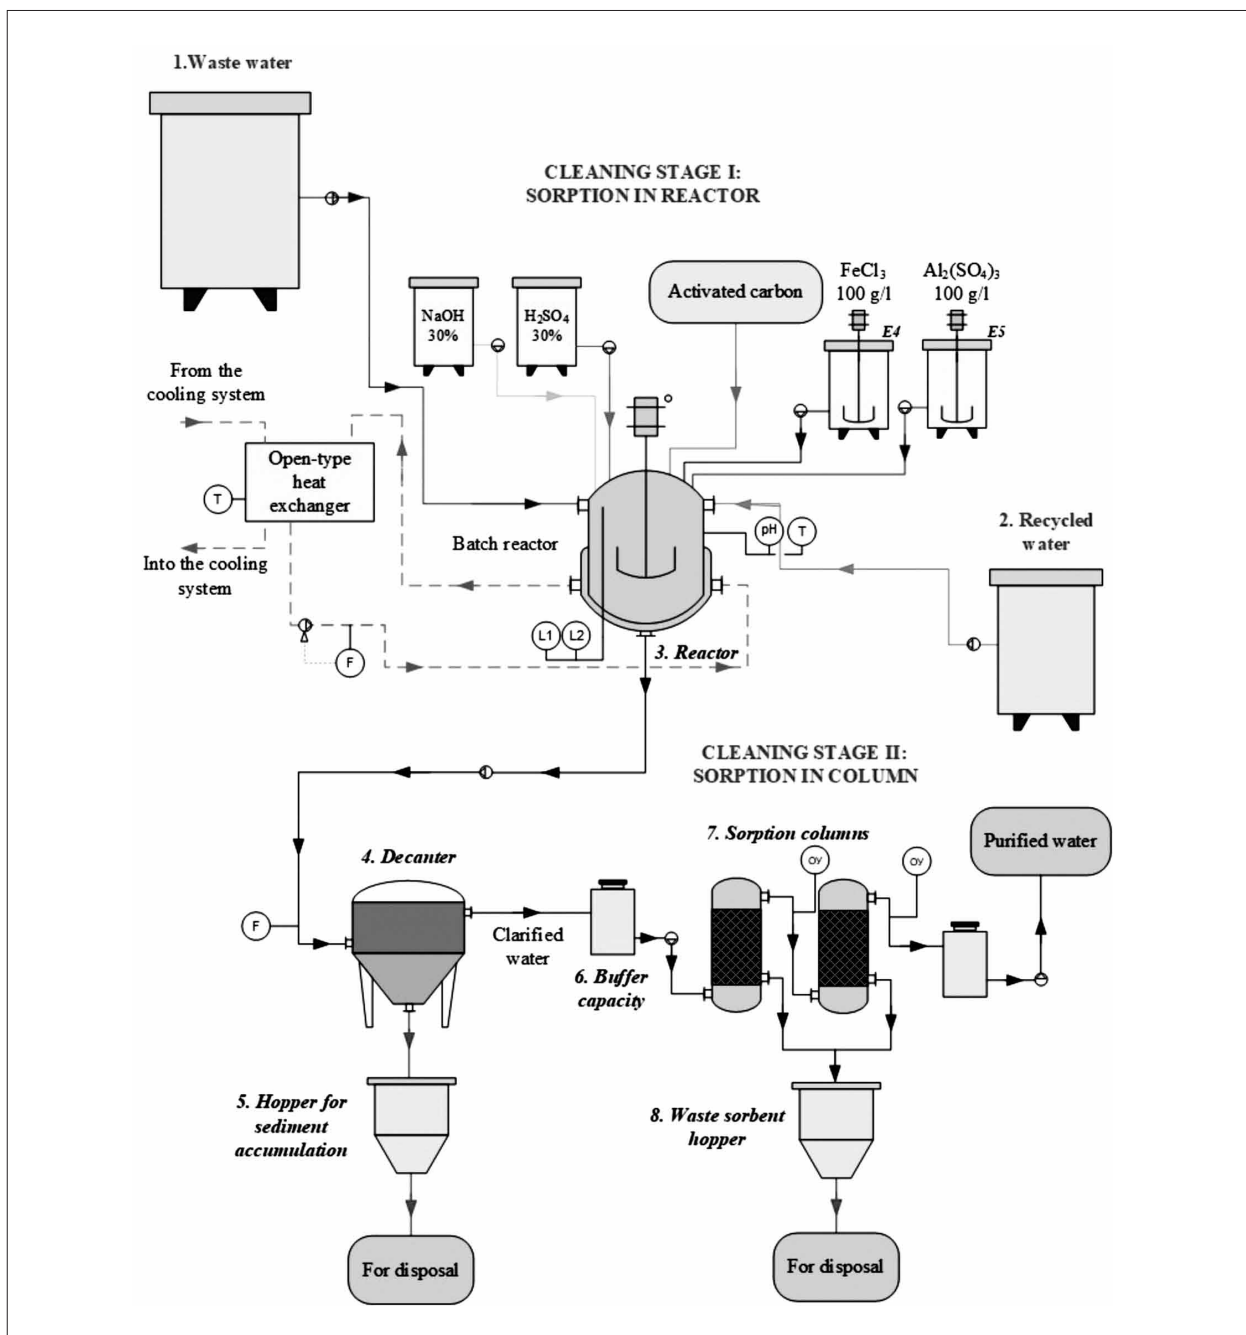 1.Waste water
CLEANING STAGE I:
SORPTION IN REACTOR
NaOH
30%
H₂SO₄
30%
Activated carbon
FeCl₃
100 g/l
E4
Al₂(SO₄)₃
100 g/l
E5
From the
cooling system
Open-type
heat
exchanger
T
Into the cooling
system
Batch reactor
pH
T
2. Recycled
water
L1
L2
F
3. Reactor
CLEANING STAGE II:
SORPTION IN COLUMN
7. Sorption columns
OY
OY
Purified water
4. Decanter
F
Clarified
water
6. Buffer
capacity
5. Hopper for
sediment
accumulation
8. Waste sorbent
hopper
For disposal
For disposal